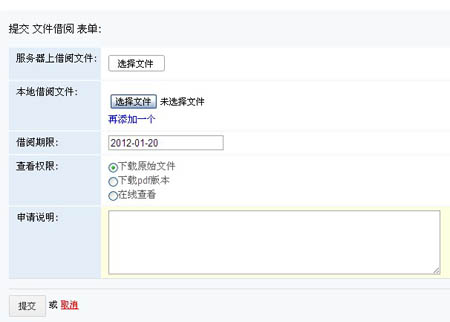 提交 文件借阅 表单:
服务器上借阅文件: 选择文件
本地借阅文件: 选择文件 未选择文件
再添加一个
借阅期限: 2012-01-20
查看权限: 下载原始文件
下载pdf版本
在线查看
申请说明:
提交 或 取消